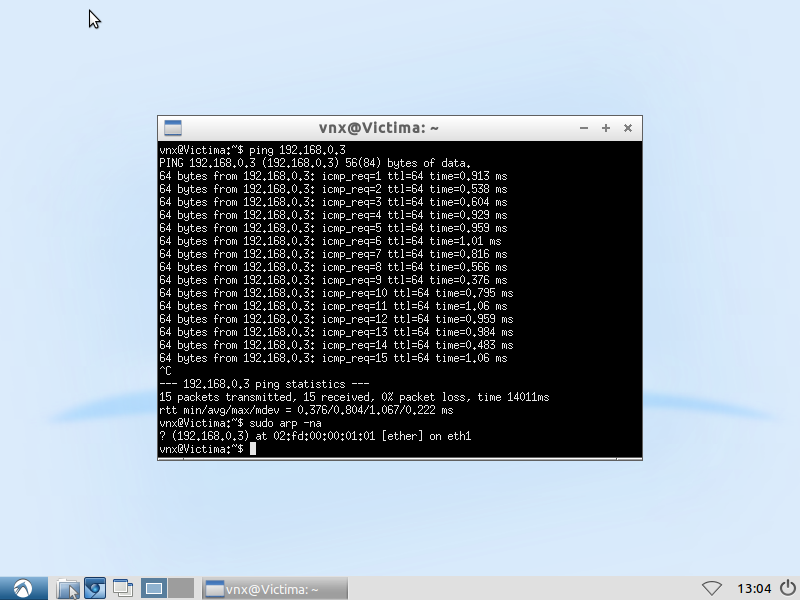 vnx@Victima: ~
vnx@Victima:~$ ping 192.168.0.3
PING 192.168.0.3 (192.168.0.3) 56(84) bytes of data.
64 bytes from 192.168.0.3: icmp_req=1 ttl=64 time=0.913 ms
64 bytes from 192.168.0.3: icmp_req=2 ttl=64 time=0.538 ms
64 bytes from 192.168.0.3: icmp_req=3 ttl=64 time=0.604 ms
64 bytes from 192.168.0.3: icmp_req=4 ttl=64 time=0.929 ms
64 bytes from 192.168.0.3: icmp_req=5 ttl=64 time=0.959 ms
64 bytes from 192.168.0.3: icmp_req=6 ttl=64 time=1.01 ms
64 bytes from 192.168.0.3: icmp_req=7 ttl=64 time=0.816 ms
64 bytes from 192.168.0.3: icmp_req=8 ttl=64 time=0.566 ms
64 bytes from 192.168.0.3: icmp_req=9 ttl=64 time=0.376 ms
64 bytes from 192.168.0.3: icmp_req=10 ttl=64 time=0.795 ms
64 bytes from 192.168.0.3: icmp_req=11 ttl=64 time=1.06 ms
64 bytes from 192.168.0.3: icmp_req=12 ttl=64 time=0.959 ms
64 bytes from 192.168.0.3: icmp_req=13 ttl=64 time=0.984 ms
64 bytes from 192.168.0.3: icmp_req=14 ttl=64 time=0.483 ms
64 bytes from 192.168.0.3: icmp_req=15 ttl=64 time=1.06 ms
^C
--- 192.168.0.3 ping statistics ---
15 packets transmitted, 15 received, 0% packet loss, time 14011ms
rtt min/avg/max/mdev = 0.376/0.804/1.067/0.222 ms
vnx@Victima:~$ sudo arp -na
? (192.168.0.3) at 02:fd:00:00:01:01 [ether] on eth1
vnx@Victima:~$
vnx@Victima: ~
13:04